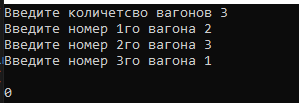 Введите количетсво вагонов 3
Введите номер 1го вагона 2
Введите номер 2го вагона 3
Введите номер 3го вагона 1
0